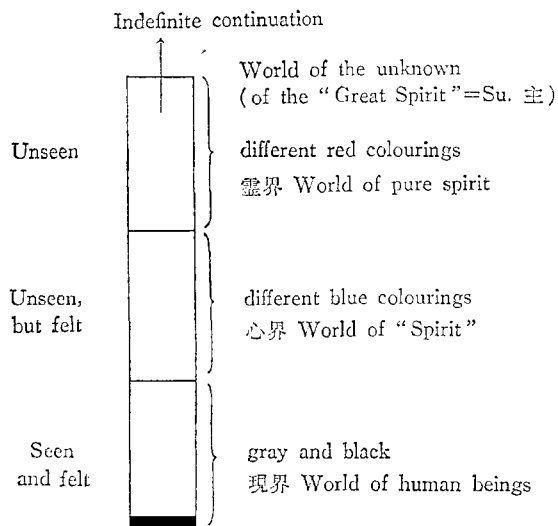 Indefinite continuation
World of the unknown
(of the “Great Spirit”=Su. 主)
Unseen
different red colourings
霊界 World of pure spirit
Unseen,
but felt
different blue colourings
心界 World of “Spirit”
Seen
and felt
gray and black
現界 World of human beings